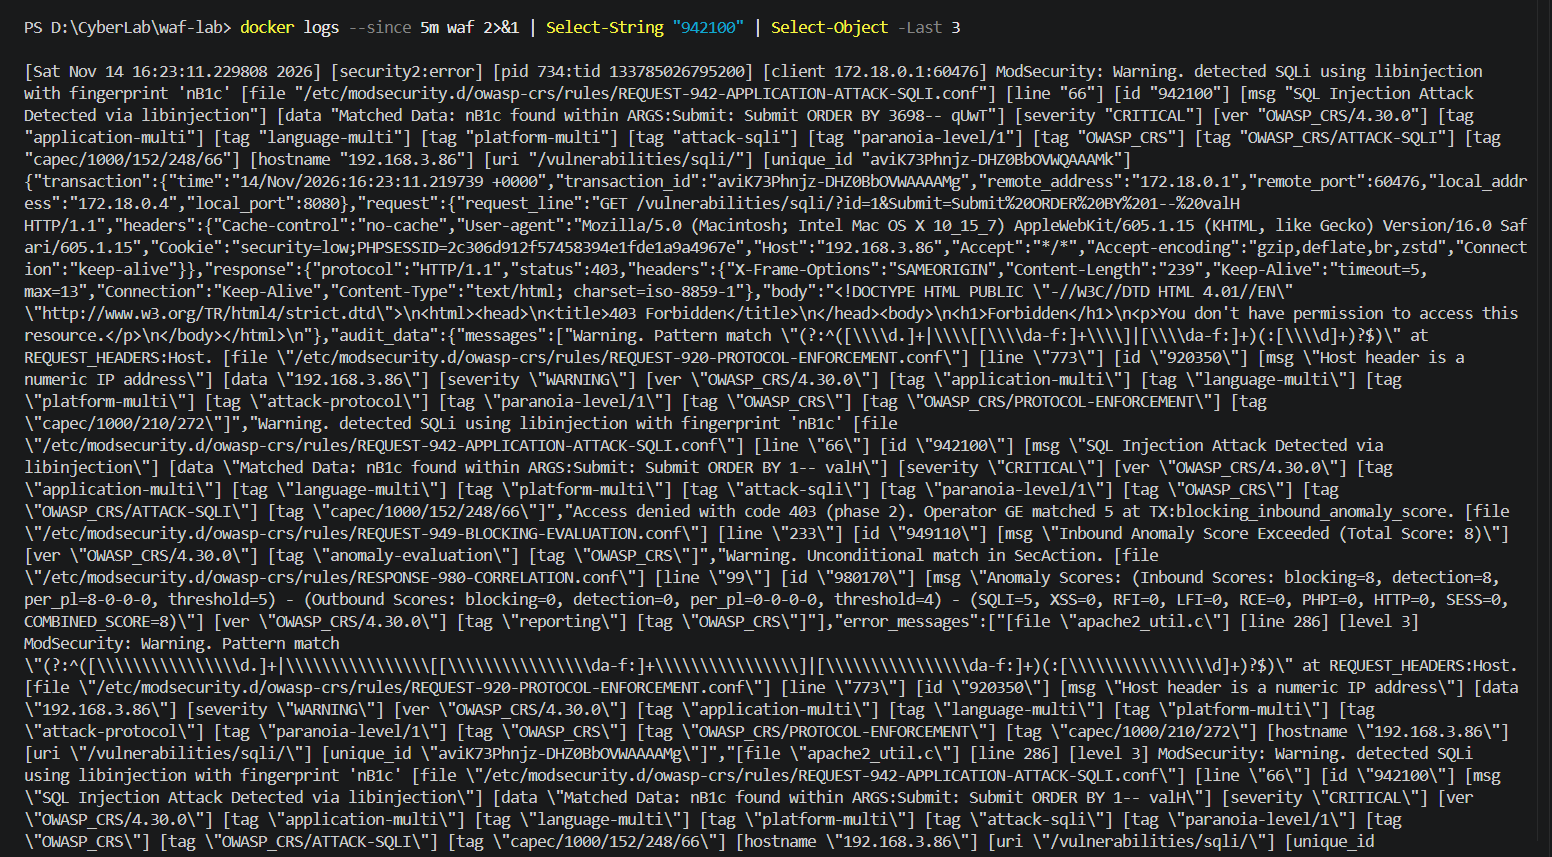 PS D:\CyberLab\waf-lab> docker logs --since 5m waf 2>&1 | Select-String "942100" | Select-Object -Last 3
[Sat Nov 14 16:23:11.229808 2026] [security2:error] [pid 734:tid 133785026795200] [client 172.18.0.1:60476] ModSecurity: Warning. detected SQLi using libinjection
with fingerprint 'nB1c' [file "/etc/modsecurity.d/owasp-crs/rules/REQUEST-942-APPLICATION-ATTACK-SQLI.conf"] [line "66"] [id "942100"] [msg "SQL Injection Attack
Detected via libinjection"] [data "Matched Data: nB1c found within ARGS:Submit: Submit ORDER BY 3698-- qUwT"] [severity "CRITICAL"] [ver "OWASP_CRS/4.30.0"] [tag
"application-multi"] [tag "language-multi"] [tag "platform-multi"] [tag "attack-sqli"] [tag "paranoia-level/1"] [tag "OWASP_CRS"] [tag "OWASP_CRS/ATTACK-SQLI"] [tag
"capec/1000/152/248/66"] [hostname "192.168.3.86"] [uri "/vulnerabilities/sqli/"] [unique_id "aviK73Phnjz-DHZ0BbOVWQAAAMk"]
{"transaction":{"time":"14/Nov/2026:16:23:11.219739 +0000","transaction_id":"aviK73Phnjz-DHZ0BbOVWAAAAMg","remote_address":"172.18.0.1","remote_port":60476,"local_addr
ess":"172.18.0.4","local_port":8080},"request":{"request_line":"GET /vulnerabilities/sqli/?id=1&Submit=Submit%20ORDER%20BY%201--%20valH
HTTP/1.1","headers":{"Cache-control":"no-cache","User-agent":"Mozilla/5.0 (Macintosh; Intel Mac OS X 10_15_7) AppleWebKit/605.1.15 (KHTML, like Gecko) Version/16.0 Saf
ari/605.1.15","Cookie":"security=low;PHPSESSID=2c306d912f57458394e1fde1a9a4967e","Host":"192.168.3.86","Accept":"*/*","Accept-encoding":"gzip,deflate,br,zstd","Connect
ion":"keep-alive"}},"response":{"protocol":"HTTP/1.1","status":403,"headers":{"X-Frame-Options":"SAMEORIGIN","Content-Length":"239","Keep-Alive":"timeout=5,
max=13","Connection":"Keep-Alive","Content-Type":"text/html; charset=iso-8859-1"},"body":"<!DOCTYPE HTML PUBLIC \"-//W3C//DTD HTML 4.01//EN\"
\"http://www.w3.org/TR/html4/strict.dtd\">\n<html><head>\n<title>403 Forbidden</title>\n</head><body>\n<h1>Forbidden</h1>\n<p>You don't have permission to access this
resource.</p>\n</body></html>\n"},"audit_data":{"messages":["Warning. Pattern match \"(?:^([\\\\d.]+|\\\\[[\\\\da-f:]+\\\\]|[\\\\da-f:]+)(:[\\\\d]+)?$)\" at
REQUEST_HEADERS:Host. [file \"/etc/modsecurity.d/owasp-crs/rules/REQUEST-920-PROTOCOL-ENFORCEMENT.conf\"] [line \"773\"] [id \"920350\"] [msg \"Host header is a
numeric IP address\"] [data \"192.168.3.86\"] [severity \"WARNING\"] [ver \"OWASP_CRS/4.30.0\"] [tag \"application-multi\"] [tag \"language-multi\"] [tag
\"platform-multi\"] [tag \"attack-protocol\"] [tag \"paranoia-level/1\"] [tag \"OWASP_CRS\"] [tag \"OWASP_CRS/PROTOCOL-ENFORCEMENT\"] [tag
\"capec/1000/210/272\"]","Warning. detected SQLi using libinjection with fingerprint 'nB1c' [file
\"/etc/modsecurity.d/owasp-crs/rules/REQUEST-942-APPLICATION-ATTACK-SQLI.conf\"] [line \"66\"] [id \"942100\"] [msg \"SQL Injection Attack Detected via
libinjection\"] [data \"Matched Data: nB1c found within ARGS:Submit: Submit ORDER BY 1-- valH\"] [severity \"CRITICAL\"] [ver \"OWASP_CRS/4.30.0\"] [tag
\"application-multi\"] [tag \"language-multi\"] [tag \"platform-multi\"] [tag \"attack-sqli\"] [tag \"paranoia-level/1\"] [tag \"OWASP_CRS\"] [tag
\"OWASP_CRS/ATTACK-SQLI\"] [tag \"capec/1000/152/248/66\"]","Access denied with code 403 (phase 2). Operator GE matched 5 at TX:blocking_inbound_anomaly_score. [file
\"/etc/modsecurity.d/owasp-crs/rules/REQUEST-949-BLOCKING-EVALUATION.conf\"] [line \"233\"] [id \"949110\"] [msg \"Inbound Anomaly Score Exceeded (Total Score: 8)\"]
[ver \"OWASP_CRS/4.30.0\"] [tag \"anomaly-evaluation\"] [tag \"OWASP_CRS\"]","Warning. Unconditional match in SecAction. [file
\"/etc/modsecurity.d/owasp-crs/rules/RESPONSE-980-CORRELATION.conf\"] [line \"99\"] [id \"980170\"] [msg \"Anomaly Scores: (Inbound Scores: blocking=8, detection=8,
per_pl=8-0-0-0, threshold=5) - (Outbound Scores: blocking=0, detection=0, per_pl=0-0-0-0, threshold=4) - (SQLI=5, XSS=0, RFI=0, LFI=0, RCE=0, PHPI=0, HTTP=0, SESS=0,
COMBINED_SCORE=8)\"] [ver \"OWASP_CRS/4.30.0\"] [tag \"reporting\"] [tag \"OWASP_CRS\"]"],"error_messages":["[file \"apache2_util.c\"] [line 286] [level 3]
ModSecurity: Warning. Pattern match
\"(?:^([\\\\\\\\\\\\\\\\d.]+|\\\\\\\\\\\\\\\\[[\\\\\\\\\\\\\\\\da-f:]+\\\\\\\\\\\\\\\\]|[\\\\\\\\\\\\\\\\da-f:]+)(:[\\\\\\\\\\\\\\\\d]+)?$)\" at REQUEST_HEADERS:Host.
[file \"/etc/modsecurity.d/owasp-crs/rules/REQUEST-920-PROTOCOL-ENFORCEMENT.conf\"] [line \"773\"] [id \"920350\"] [msg \"Host header is a numeric IP address\"] [data
\"192.168.3.86\"] [severity \"WARNING\"] [ver \"OWASP_CRS/4.30.0\"] [tag \"application-multi\"] [tag \"language-multi\"] [tag \"platform-multi\"] [tag
\"attack-protocol\"] [tag \"paranoia-level/1\"] [tag \"OWASP_CRS\"] [tag \"OWASP_CRS/PROTOCOL-ENFORCEMENT\"] [tag \"capec/1000/210/272\"] [hostname \"192.168.3.86\"]
[uri \"/vulnerabilities/sqli/\"] [unique_id \"aviK73Phnjz-DHZ0BbOVWAAAAMg\"]","[file \"apache2_util.c\"] [line 286] [level 3] ModSecurity: Warning. detected SQLi
using libinjection with fingerprint 'nB1c' [file \"/etc/modsecurity.d/owasp-crs/rules/REQUEST-942-APPLICATION-ATTACK-SQLI.conf\"] [line \"66\"] [id \"942100\"] [msg
\"SQL Injection Attack Detected via libinjection\"] [data \"Matched Data: nB1c found within ARGS:Submit: Submit ORDER BY 1-- valH\"] [severity \"CRITICAL\"] [ver
\"OWASP_CRS/4.30.0\"] [tag \"application-multi\"] [tag \"language-multi\"] [tag \"platform-multi\"] [tag \"attack-sqli\"] [tag \"paranoia-level/1\"] [tag
\"OWASP_CRS\"] [tag \"OWASP_CRS/ATTACK-SQLI\"] [tag \"capec/1000/152/248/66\"] [hostname \"192.168.3.86\"] [uri \"/vulnerabilities/sqli/\"] [unique_id